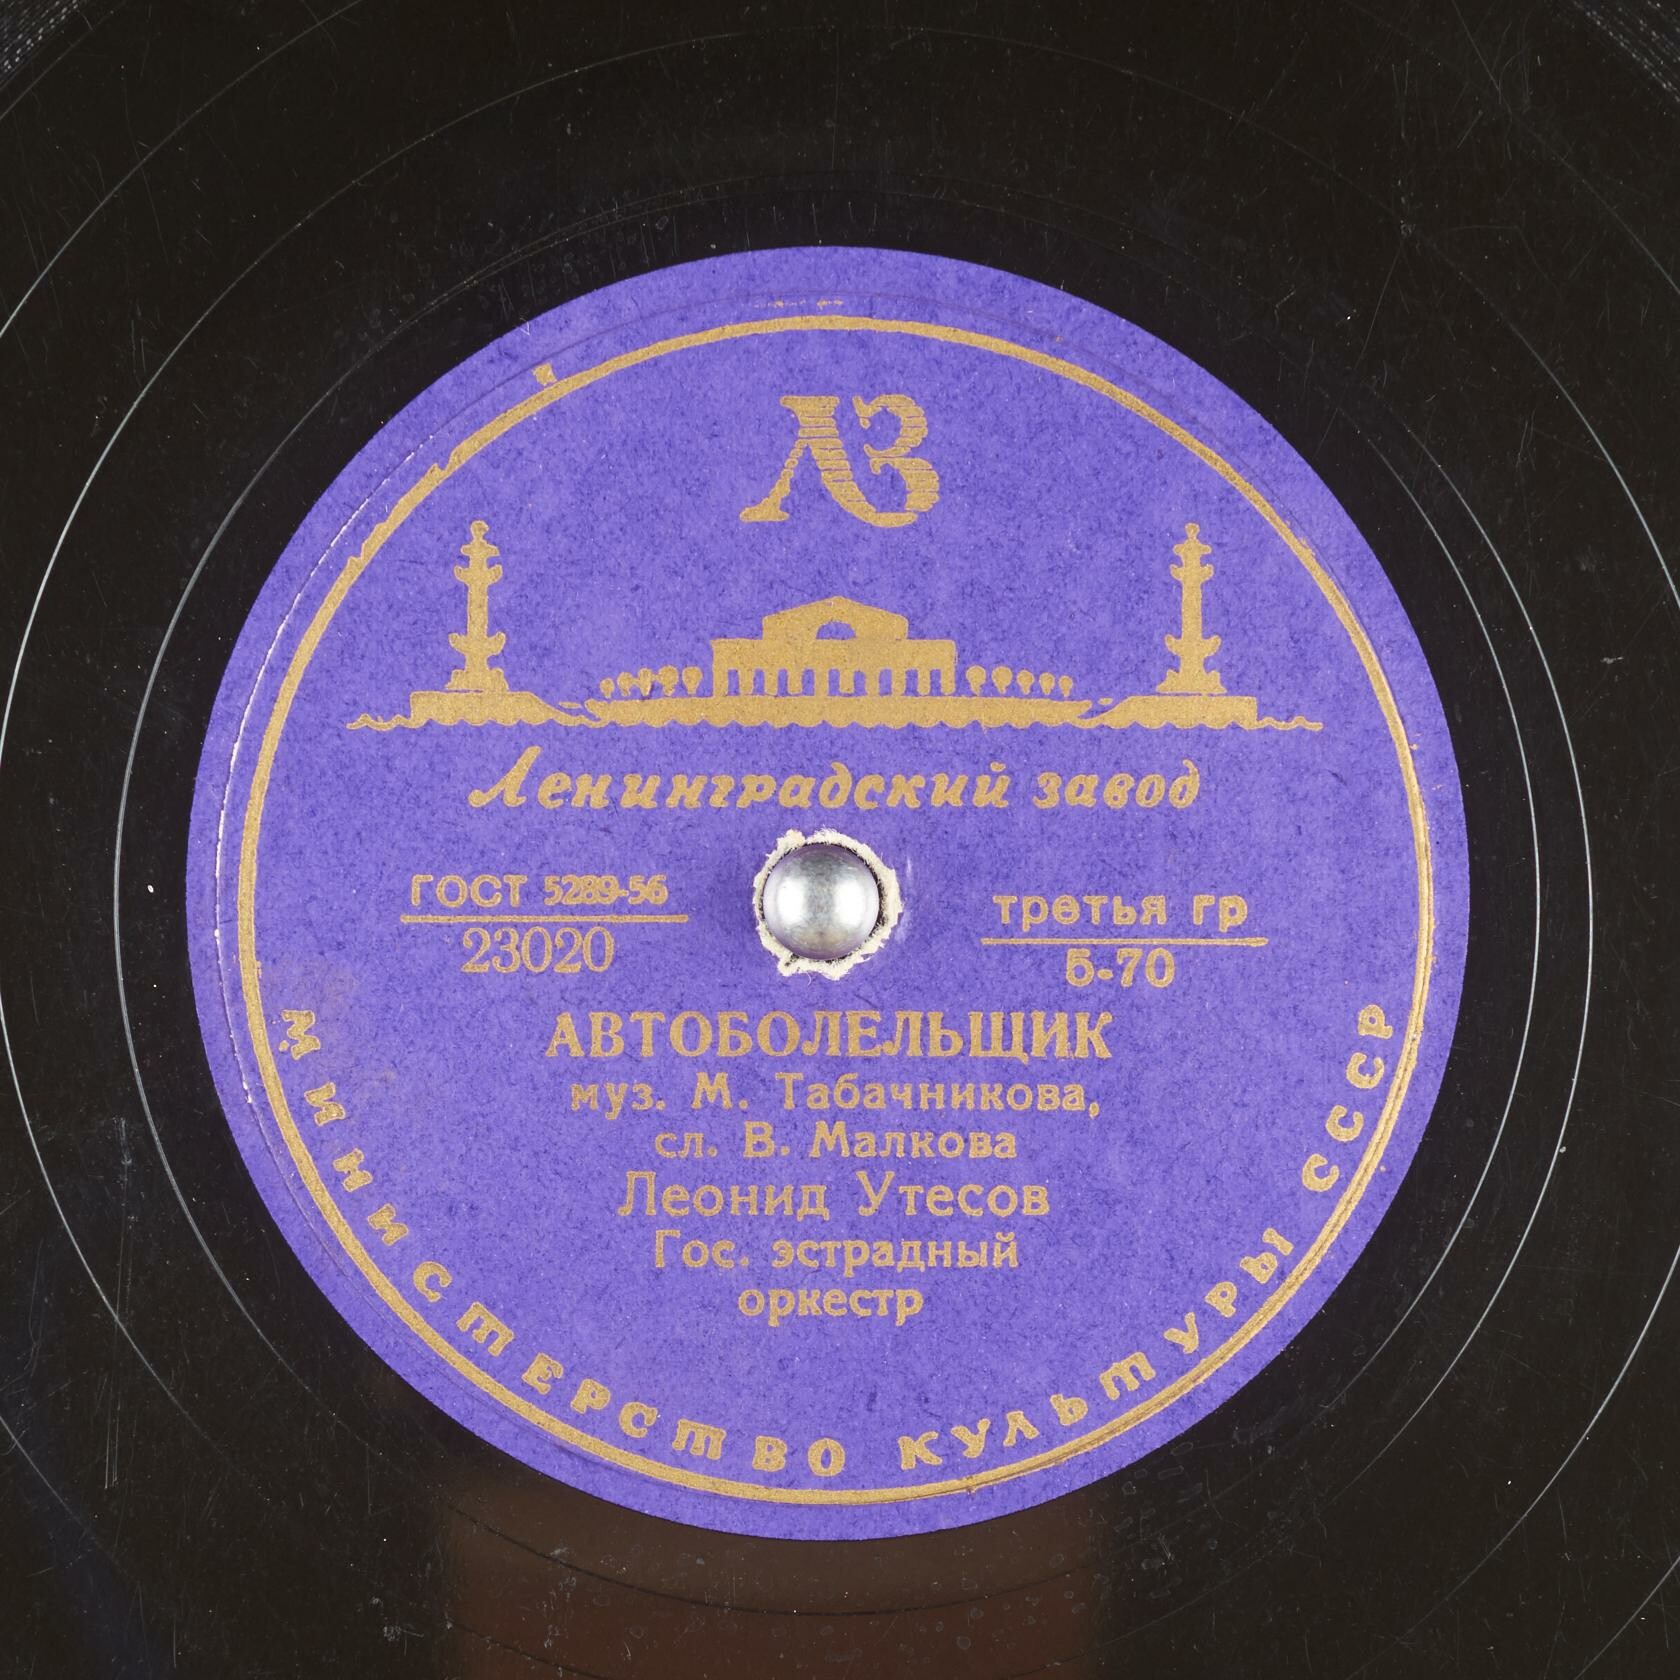 ЛЗ
Ленинградский завод
ГОСТ 5289-56
23020
третья гр
5-70
АВТОБОЛЕЛЬЩИК
муз. М. Табачникова,
сл. В. Малкова
Леонид Утесов
Гос. эстрадный
оркестр
МИНИСТЕРСТВО КУЛЬТУРЫ СССР